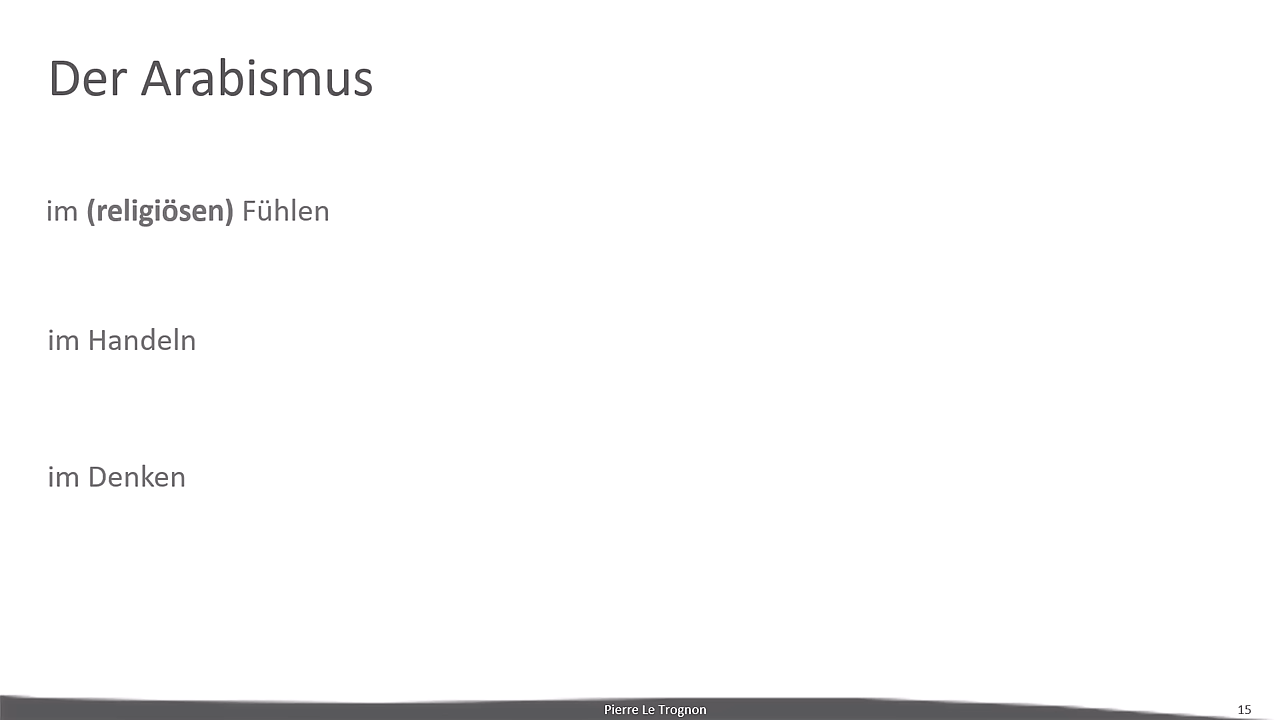 Der Arabismus
im (religiösen) Fühlen
im Handeln
im Denken
Pierre Le Trognon
15